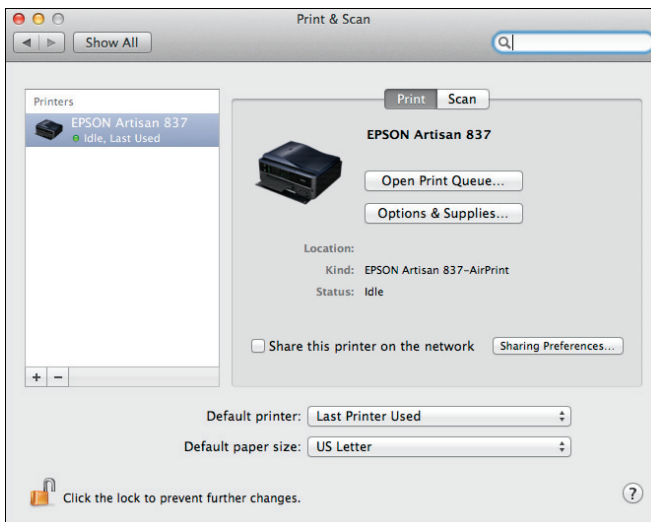 Print & Scan
Show All
Printers
EPSON Artisan 837
Idle, Last Used
Print Scan
EPSON Artisan 837
Open Print Queue...
Options & Supplies...
Location:
Kind: EPSON Artisan 837-AirPrint
Status: Idle
Share this printer on the network Sharing Preferences...
+ −
Default printer: Last Printer Used
Default paper size: US Letter
Click the lock to prevent further changes.
?